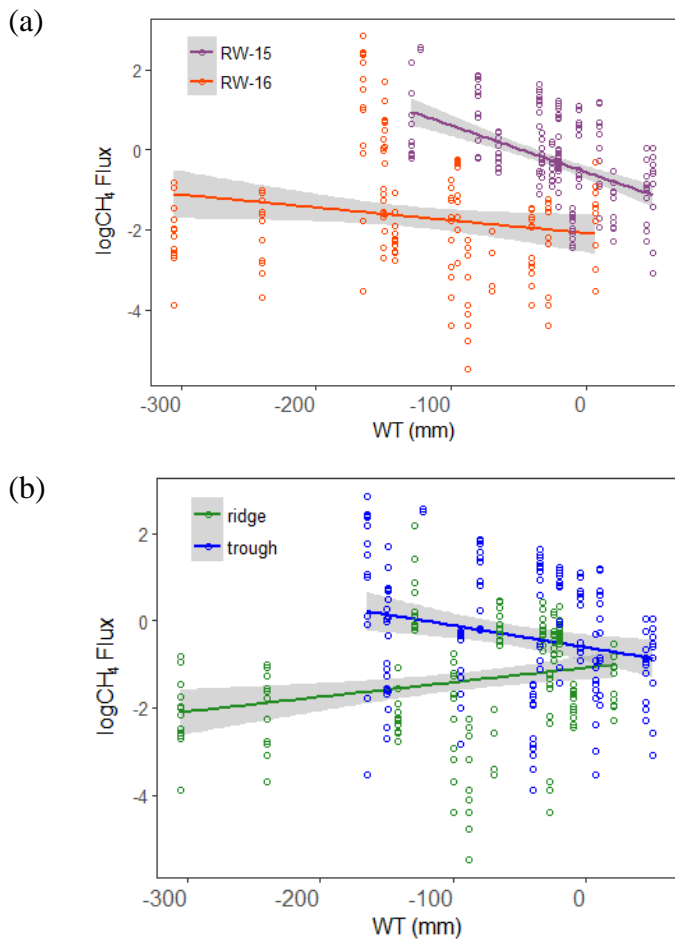 (a)
RW-15
RW-16
2
0
-2
-4
logCH₄ Flux
-300 -200 -100 0
WT (mm)
(b)
ridge
trough
2
0
-2
-4
logCH₄ Flux
-300 -200 -100 0
WT (mm)